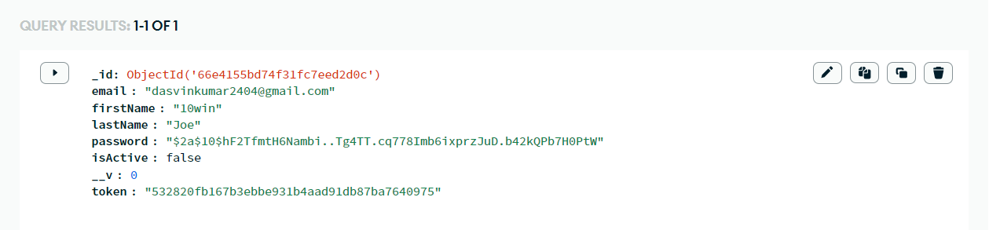 QUERY RESULTS: 1-1 OF 1
_id: ObjectId('66e4155bd74f31fc7eed2d0c')
email : "dasvinkumar2404@gmail.com"
firstName : "10win"
lastName : "Joe"
password : "$2a$10$hF2TfmtH6Nambi..Tg4TT.cq778Imb6ixprzJuD.b42kQPb7H0PtW"
isActive : false
__v : 0
token : "532820fb167b3ebbe931b4aad91db87ba7640975"